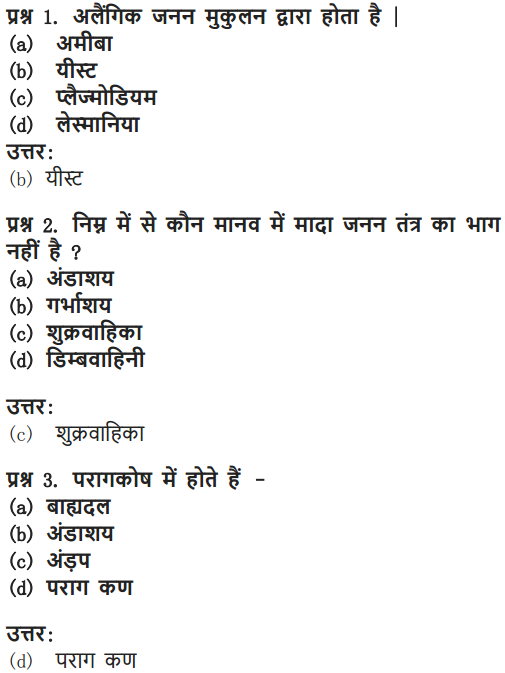 प्रश्न 1. अलैंगिक जनन मुकुलन द्वारा होता है |
(a) अमीबा
(b) यीस्ट
(c) प्लैज्मोडियम
(d) लेस्मानिया
उत्तर:
(b) यीस्ट
प्रश्न 2. निम्न में से कौन मानव में मादा जनन तंत्र का भाग
नहीं है ?
(a) अंडाशय
(b) गर्भाशय
(c) शुक्रवाहिका
(d) डिम्बवाहिनी
उत्तर:
(c) शुक्रवाहिका
प्रश्न 3. परागकोष में होते हैं -
(a) बाह्यदल
(b) अंडाशय
(c) अंड़प
(d) पराग कण
उत्तर:
(d) पराग कण